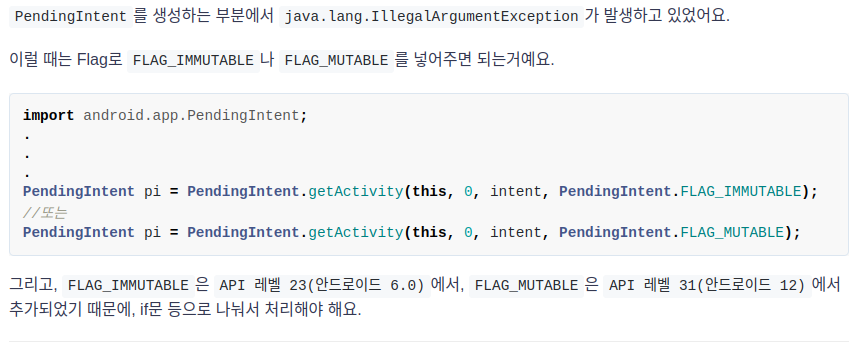 PendingIntent 를 생성하는 부분에서 java.lang.IllegalArgumentException 가 발생하고 있었어요.
이럴 때는 Flag로 FLAG_IMMUTABLE 나 FLAG_MUTABLE 를 넣어주면 되는거예요.
import android.app.PendingIntent;
.
.
.
PendingIntent pi = PendingIntent.getActivity(this, 0, intent, PendingIntent.FLAG_IMMUTABLE);
//또는
PendingIntent pi = PendingIntent.getActivity(this, 0, intent, PendingIntent.FLAG_MUTABLE);
그리고, FLAG_IMMUTABLE 은 API 레벨 23(안드로이드 6.0) 에서, FLAG_MUTABLE 은 API 레벨 31(안드로이드 12) 에서
추가되었기 때문에, if문 등으로 나눠서 처리해야 해요.